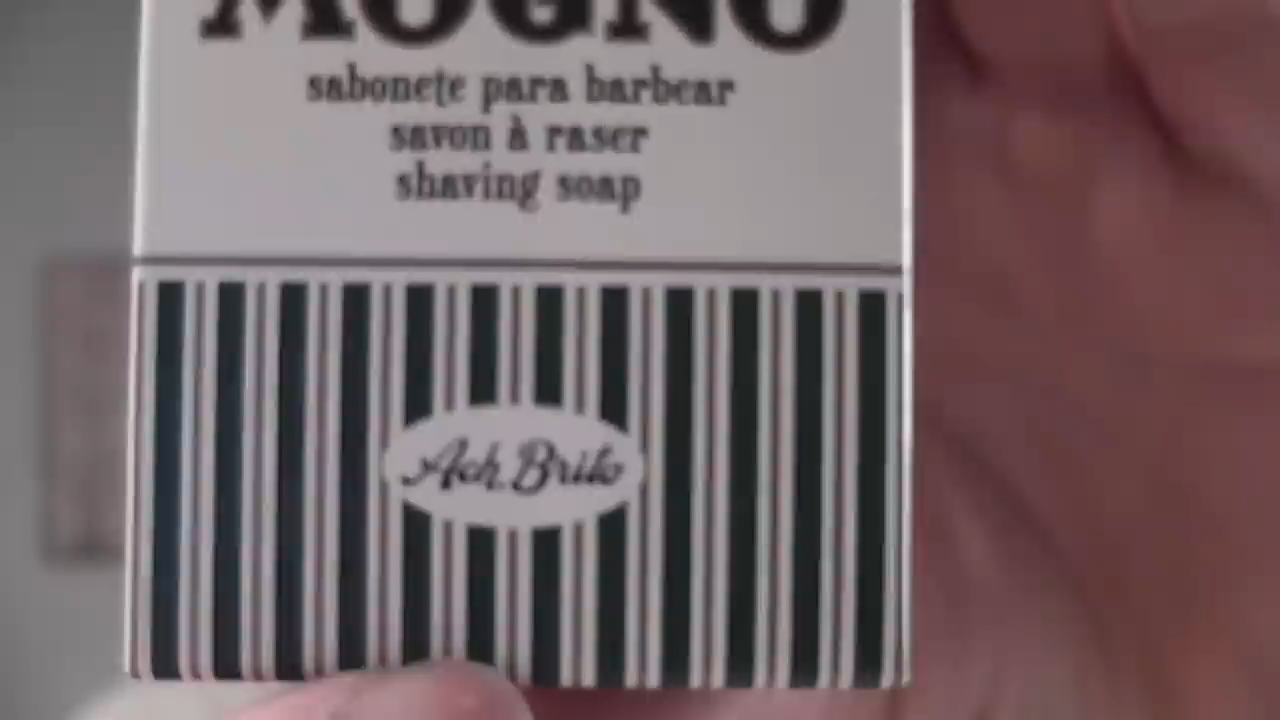 MOGNO
sabonete para barbear
savon à raser
shaving soap
Ach. Brito